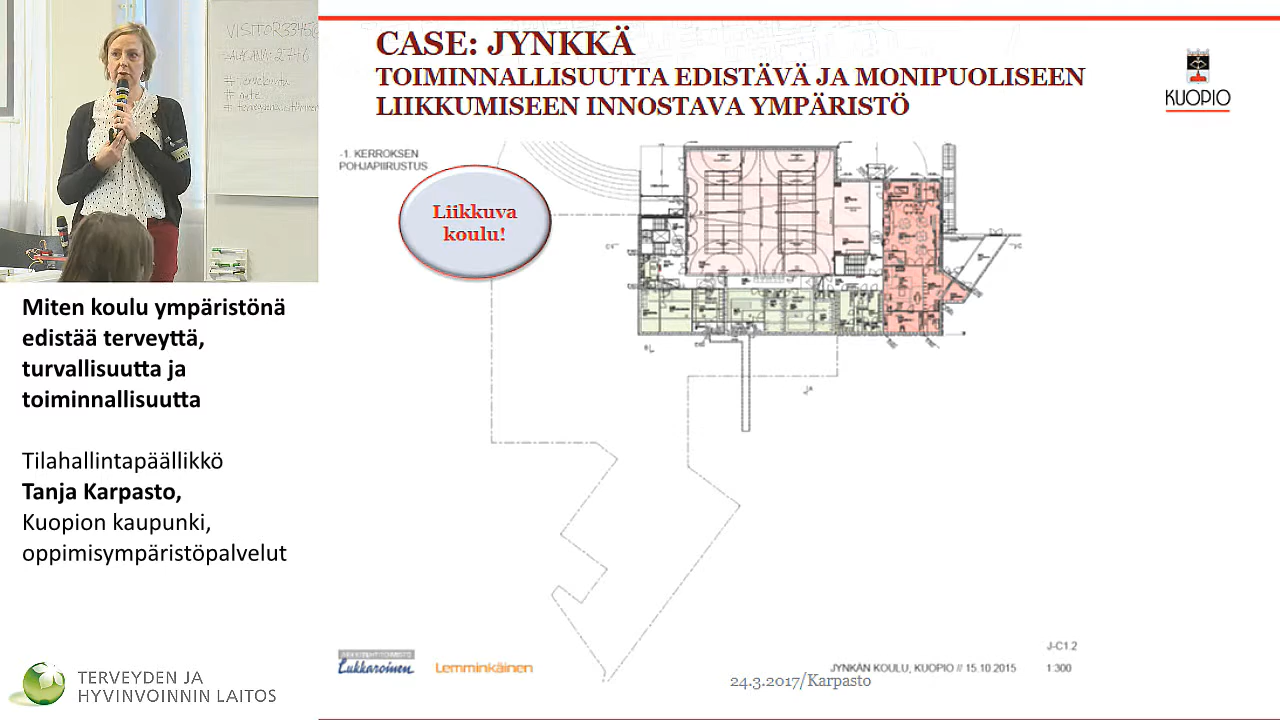 VISITOR33456
CASE: JYNKKÄ
TOIMINNALLISUUTTA EDISTÄVÄ JA MONIPUOLISEEN
LIIKKUMISEEN INNOSTAVA YMPÄRISTÖ
KUOPIO
-1. KERROKSEN
POHJAPIIRUSTUS
Liikkuva
koulu!
Miten koulu ympäristönä
edistää terveyttä,
turvallisuutta ja
toiminnallisuutta
Tilahallintapäällikkö
Tanja Karpasto,
Kuopion kaupunki,
oppimisympäristöpalvelut
TERVEYDEN JA
HYVINVOINNIN LAITOS
Lukkaroinen
Lemminkäinen
J-C1.2
JYNKÄN KOULU, KUOPIO // 15.10.2015
1:300
24.3.2017/Karpasto